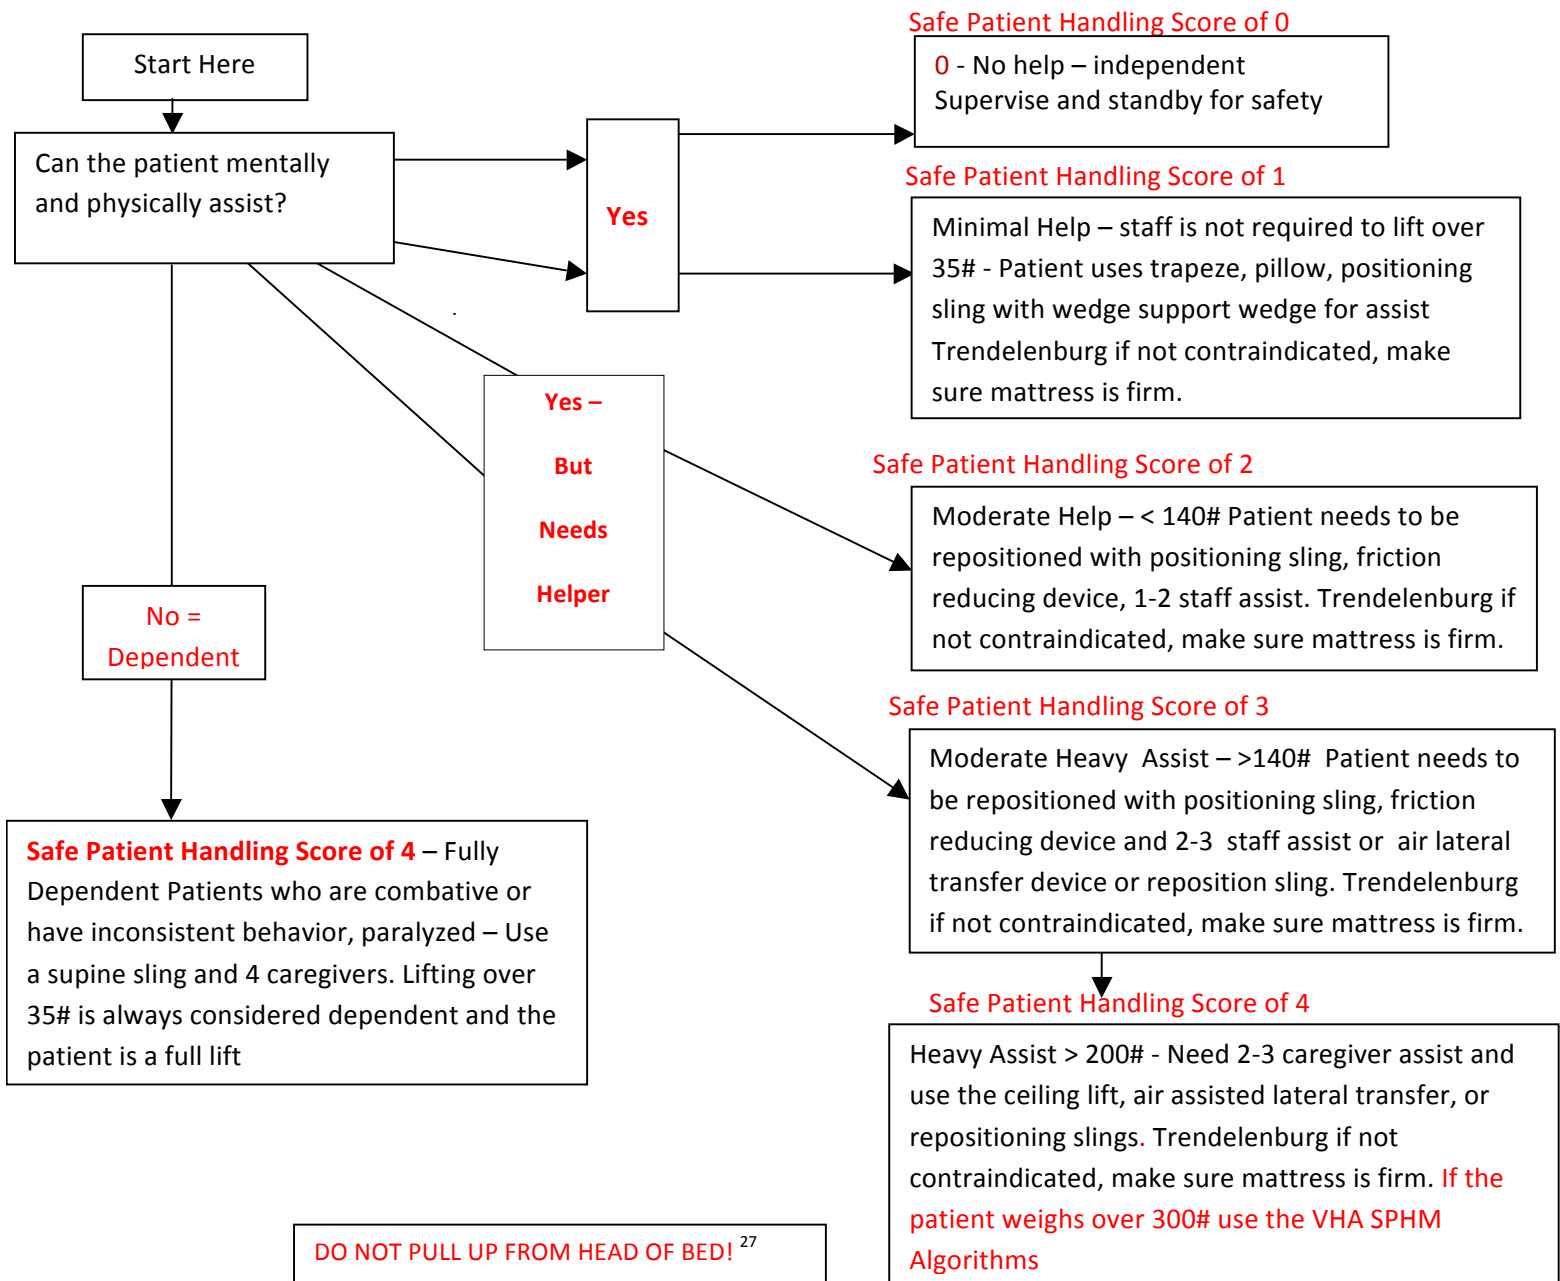 Start Here
Can the patient mentally
and physically assist?
Yes
Safe Patient Handling Score of 0
0 - No help – independent
Supervise and standby for safety
Safe Patient Handling Score of 1
Minimal Help – staff is not required to lift over
35# - Patient uses trapeze, pillow, positioning
sling with wedge support wedge for assist
Trendelenburg if not contraindicated, make
sure mattress is firm.
Yes –
But
Needs
Helper
Safe Patient Handling Score of 2
Moderate Help – < 140# Patient needs to be
repositioned with positioning sling, friction
reducing device, 1-2 staff assist. Trendelenburg if
not contraindicated, make sure mattress is firm.
Safe Patient Handling Score of 3
Moderate Heavy Assist – >140# Patient needs to
be repositioned with positioning sling, friction
reducing device and 2-3 staff assist or air lateral
transfer device or reposition sling. Trendelenburg
if not contraindicated, make sure mattress is firm.
Safe Patient Handling Score of 4
Heavy Assist > 200# - Need 2-3 caregiver assist and
use the ceiling lift, air assisted lateral transfer, or
repositioning slings. Trendelenburg if not
contraindicated, make sure mattress is firm. If the
patient weighs over 300# use the VHA SPHM
Algorithms
No =
Dependent
Safe Patient Handling Score of 4 – Fully
Dependent Patients who are combative or
have inconsistent behavior, paralyzed – Use
a supine sling and 4 caregivers. Lifting over
35# is always considered dependent and the
patient is a full lift
DO NOT PULL UP FROM HEAD OF BED! 27